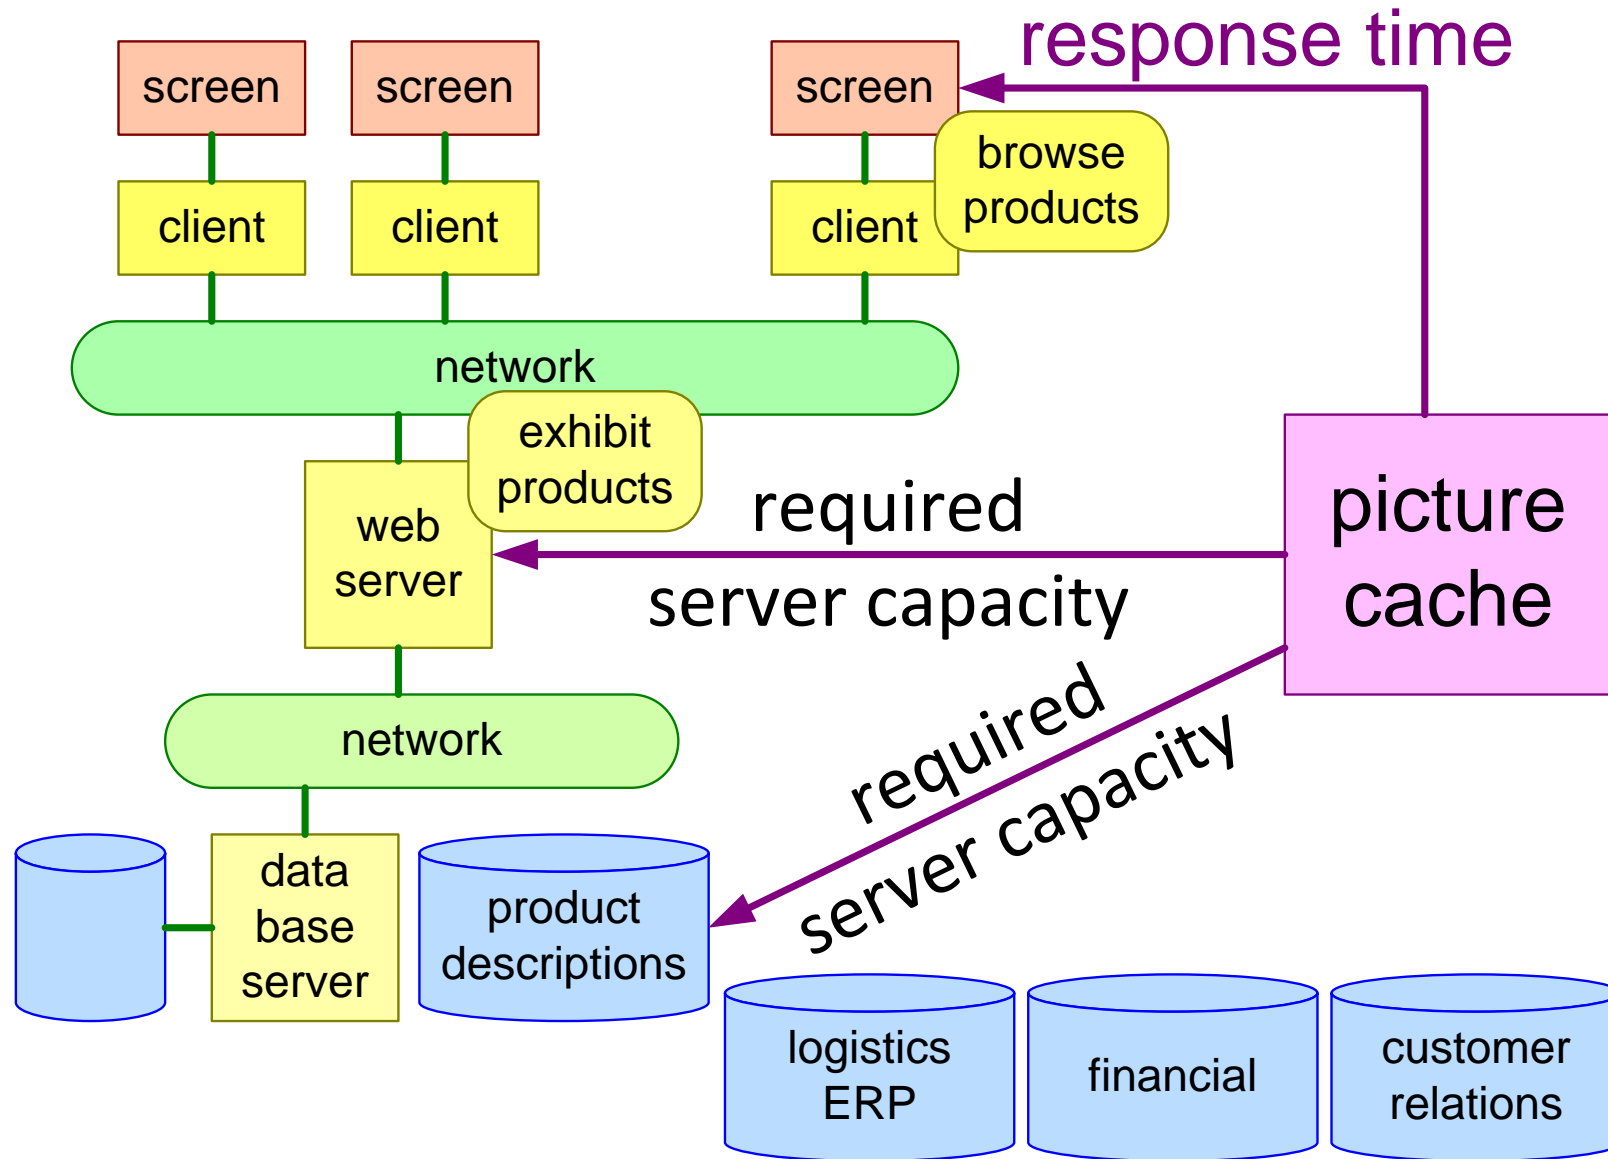 response time
screen
screen
screen
browse
products
client
client
client
network
exhibit
products
web
server
required
server capacity
picture
cache
required
server capacity
network
data
base
server
product
descriptions
logistics
ERP
financial
customer
relations